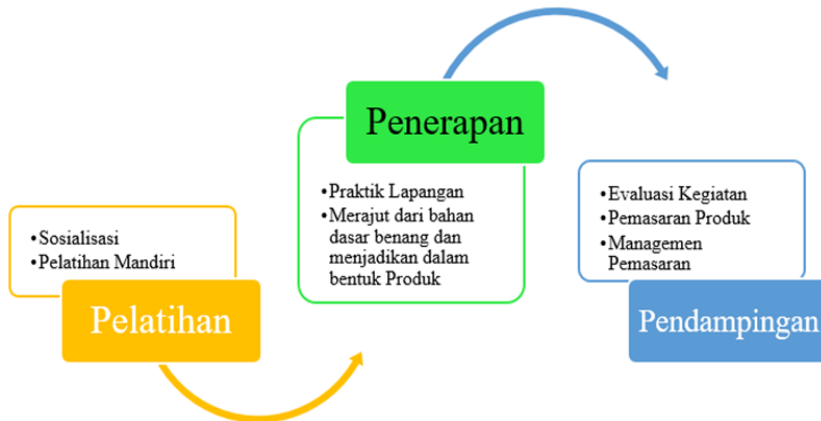 •Sosialisasi
•Pelatihan Mandiri
Pelatihan
Penerapan
•Praktik Lapangan
•Merajut dari bahan
dasar benang dan
menjadikan dalam
bentuk Produk
•Evaluasi Kegiatan
•Pemasaran Produk
•Managemen
Pemasaran
Pendampingan